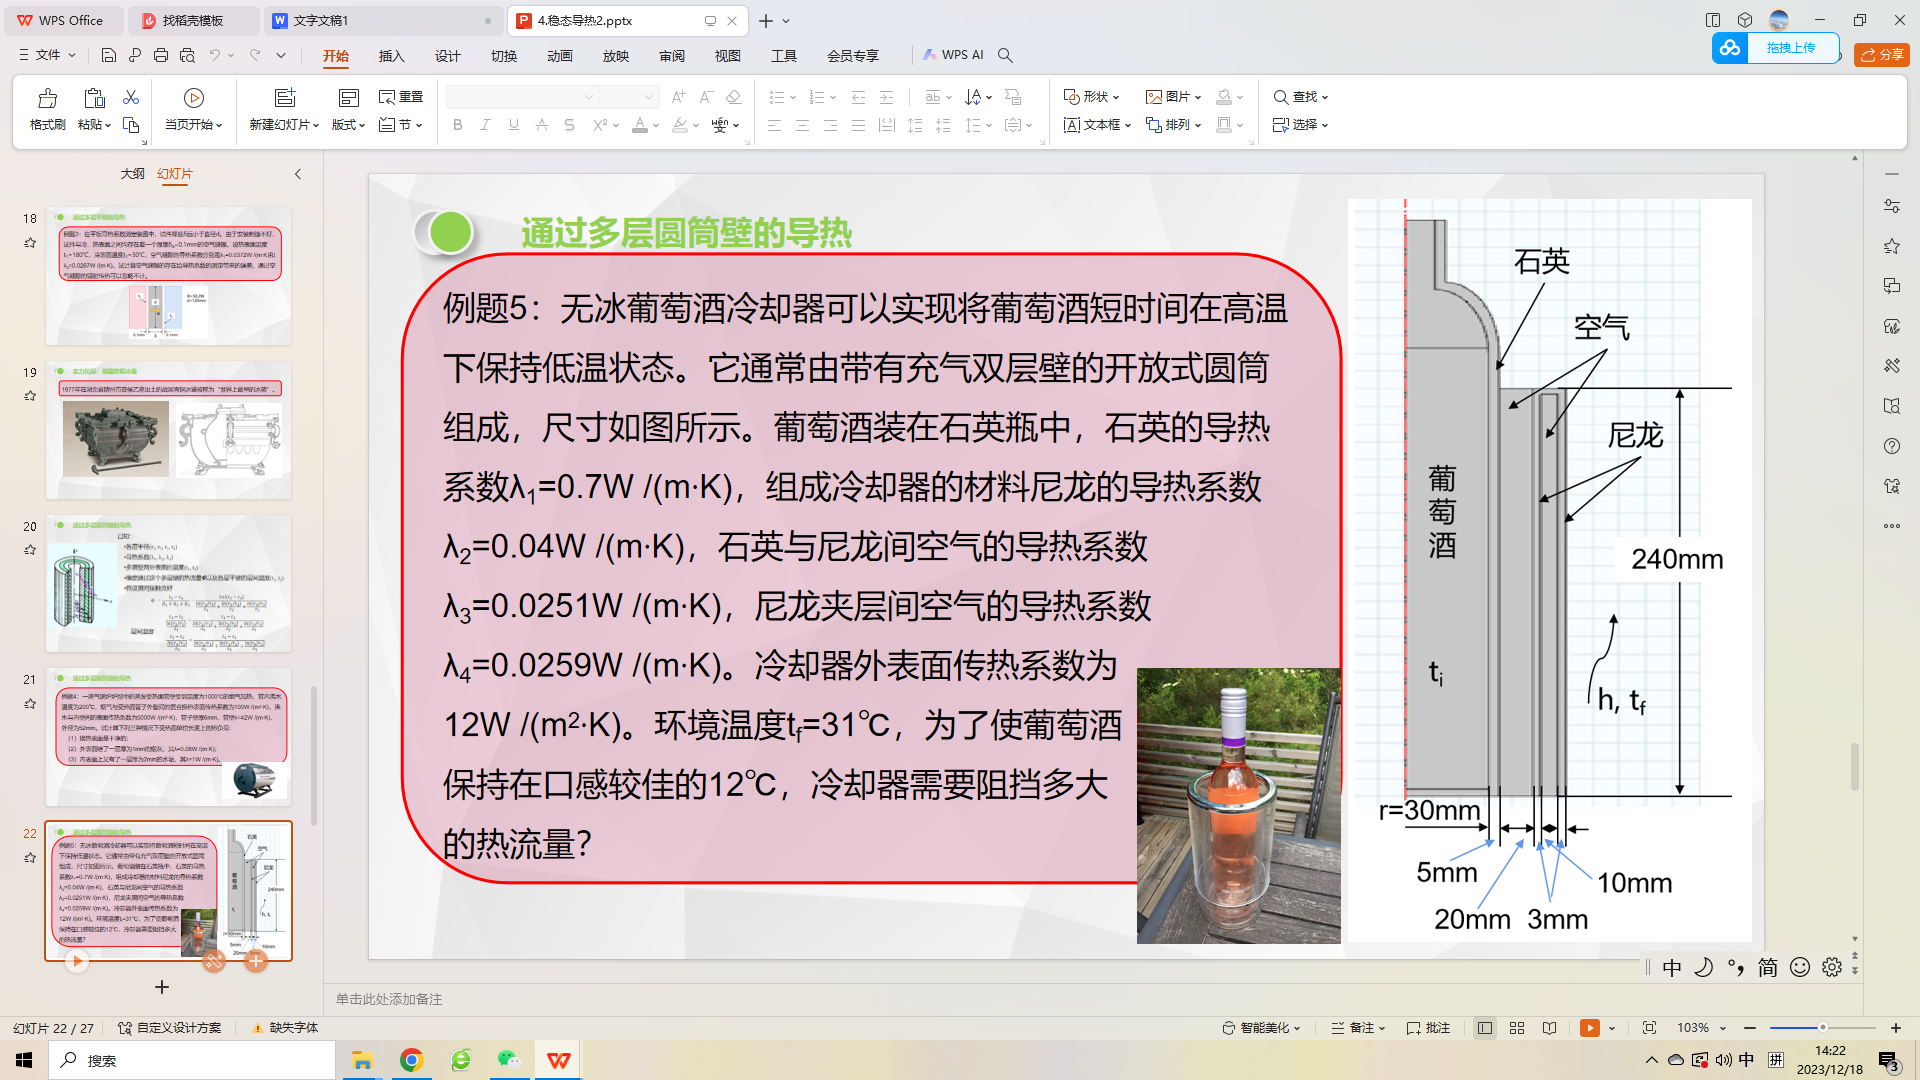 WPS Office
找稻壳模板
文字文稿1
4.稳态导热2.pptx
文件
开始
插入
设计
切换
动画
放映
审阅
视图
工具
会员专享
WPS AI
拖拽上传
分享
格式刷
粘贴
当页开始
新建幻灯片
版式
重置
节
形状
图片
文本框
排列
查找
选择
大纲
幻灯片
18
19
20
21
22
通过多层圆筒壁的导热
例题5：无冰葡萄酒冷却器可以实现将葡萄酒短时间在高温
下保持低温状态。它通常由带有充气双层壁的开放式圆筒
组成，尺寸如图所示。葡萄酒装在石英瓶中，石英的导热
系数λ1=0.7W /(m·K)，组成冷却器的材料尼龙的导热系数
λ2=0.04W /(m·K)，石英与尼龙间空气的导热系数
λ3=0.0251W /(m·K)，尼龙夹层间空气的导热系数
λ4=0.0259W /(m·K)。冷却器外表面传热系数为
12W /(m2·K)。环境温度tf=31℃，为了使葡萄酒
保持在口感较佳的12℃，冷却器需要阻挡多大
的热流量？
石英
空气
尼龙
葡萄酒
240mm
ti
h, tf
r=30mm
5mm
10mm
20mm
3mm
中
简
单击此处添加备注
幻灯片 22 / 27
自定义设计方案
缺失字体
智能美化
备注
批注
103%
搜索
中
拼
14:22
2023/12/18
3